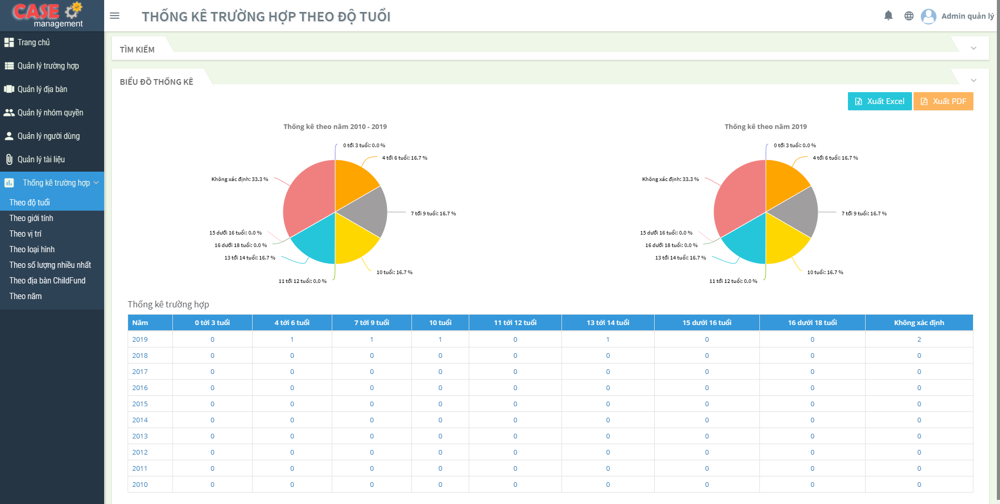 CASE
management
THỐNG KÊ TRƯỜNG HỢP THEO ĐỘ TUỔI
Admin quản lý
Trang chủ
Quản lý trường hợp
Quản lý địa bàn
Quản lý nhóm quyền
Quản lý người dùng
Quản lý tài liệu
Thống kê trường hợp
Theo độ tuổi
Theo giới tính
Theo vị trí
Theo loại hình
Theo số lượng nhiều nhất
Theo địa bàn ChildFund
Theo năm
TÌM KIẾM
BIỂU ĐỒ THỐNG KÊ
Xuất Excel Xuất PDF
Thống kê theo năm 2010 - 2019
0 tới 3 tuổi: 0.0 %
4 tới 6 tuổi: 16.7 %
Không xác định: 33.3 %
7 tới 9 tuổi: 16.7 %
15 dưới 16 tuổi: 0.0 %
16 dưới 18 tuổi: 0.0 %
13 tới 14 tuổi: 16.7 %
10 tuổi: 16.7 %
11 tới 12 tuổi: 0.0 %
Thống kê theo năm 2019
0 tới 3 tuổi: 0.0 %
4 tới 6 tuổi: 16.7 %
Không xác định: 33.3 %
7 tới 9 tuổi: 16.7 %
15 dưới 16 tuổi: 0.0 %
16 dưới 18 tuổi: 0.0 %
13 tới 14 tuổi: 16.7 %
10 tuổi: 16.7 %
11 tới 12 tuổi: 0.0 %
Thống kê trường hợp
Năm 0 tới 3 tuổi 4 tới 6 tuổi 7 tới 9 tuổi 10 tuổi 11 tới 12 tuổi 13 tới 14 tuổi 15 dưới 16 tuổi 16 dưới 18 tuổi Không xác định
2019 0 1 1 1 0 1 0 0 2
2018 0 0 0 0 0 0 0 0 0
2017 0 0 0 0 0 0 0 0 0
2016 0 0 0 0 0 0 0 0 0
2015 0 0 0 0 0 0 0 0 0
2014 0 0 0 0 0 0 0 0 0
2013 0 0 0 0 0 0 0 0 0
2012 0 0 0 0 0 0 0 0 0
2011 0 0 0 0 0 0 0 0 0
2010 0 0 0 0 0 0 0 0 0